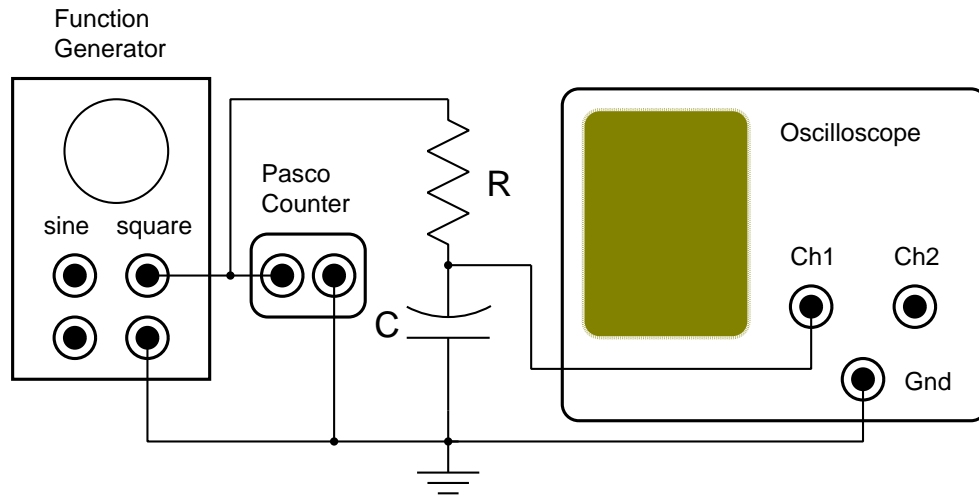 Function
Generator
Oscilloscope
Pasco
Counter
R
sine
square
Ch1
Ch2
C
Gnd